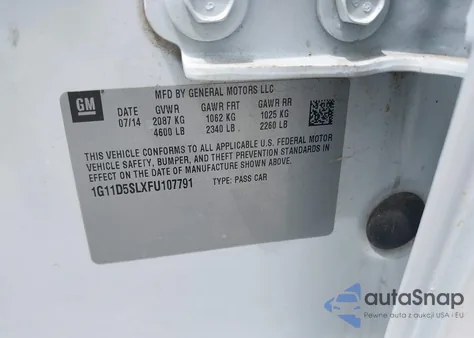 MFD BY GENERAL MOTORS LLC
GM
DATE GVWR GAWR FRT GAWR RR
07/14 2087 KG 1062 KG 1025 KG
4600 LB 2340 LB 2260 LB
THIS VEHICLE CONFORMS TO ALL APPLICABLE U.S. FEDERAL MOTOR
VEHICLE SAFETY, BUMPER, AND THEFT PREVENTION STANDARDS IN
EFFECT ON THE DATE OF MANUFACTURE SHOWN ABOVE.
1G11D5SLXFU107791 TYPE: PASS CAR
autoSnap
Pewne auta z aukcji USA i EU